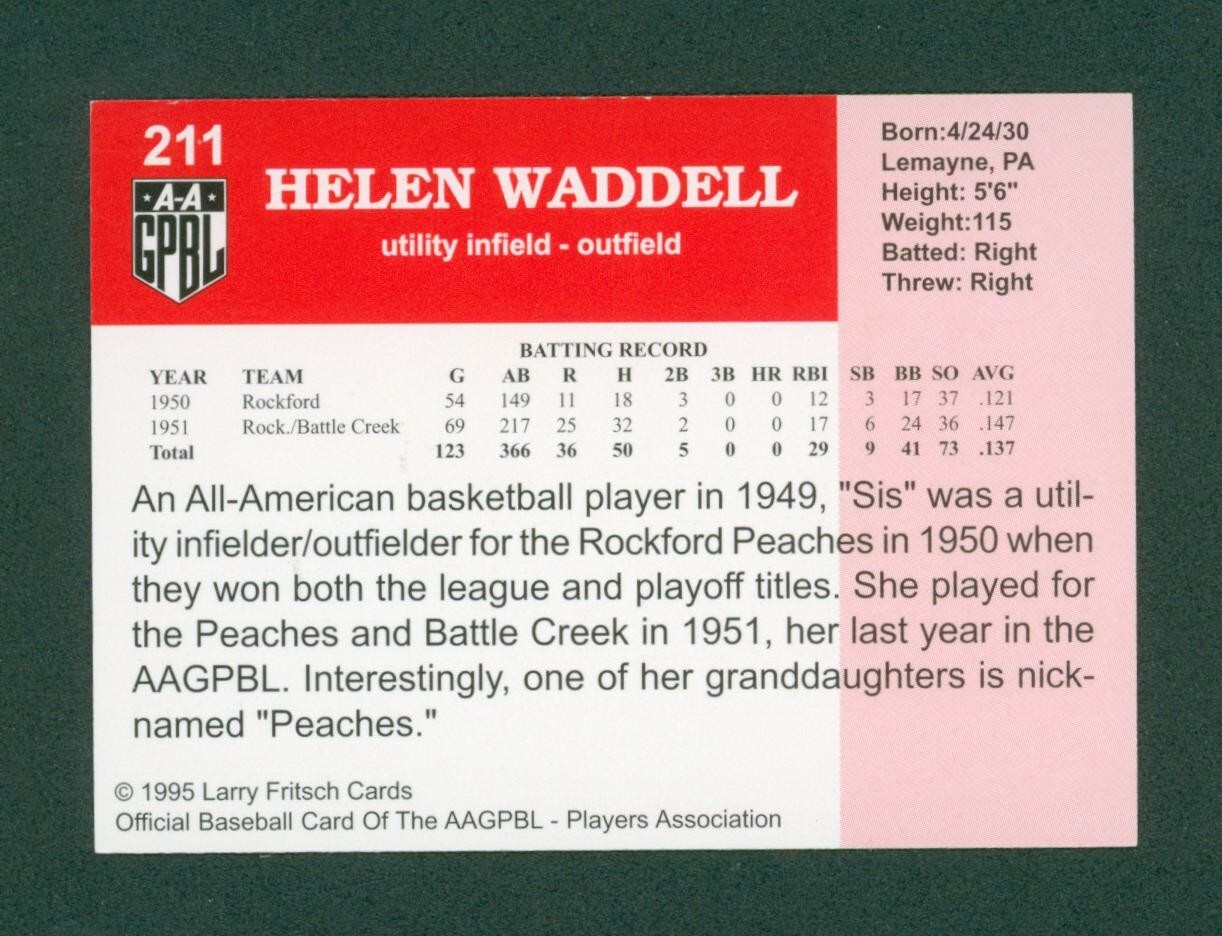 211
A-A
GPBL
HELEN WADDELL
utility infield - outfield
Born:4/24/30
Lemayne, PA
Height: 5'6"
Weight:115
Batted: Right
Threw: Right
BATTING RECORD
YEAR TEAM G AB R H 2B 3B HR RBI SB BB SO AVG
1950 Rockford 54 149 11 18 3 0 0 12 3 17 37 .121
1951 Rock./Battle Creek 69 217 25 32 2 0 0 17 6 24 36 .147
Total 123 366 36 50 5 0 0 29 9 41 73 .137
An All-American basketball player in 1949, "Sis" was a util-
ity infielder/outfielder for the Rockford Peaches in 1950 when
they won both the league and playoff titles. She played for
the Peaches and Battle Creek in 1951, her last year in the
AAGPBL. Interestingly, one of her granddaughters is nick-
named "Peaches."
© 1995 Larry Fritsch Cards
Official Baseball Card Of The AAGPBL - Players Association